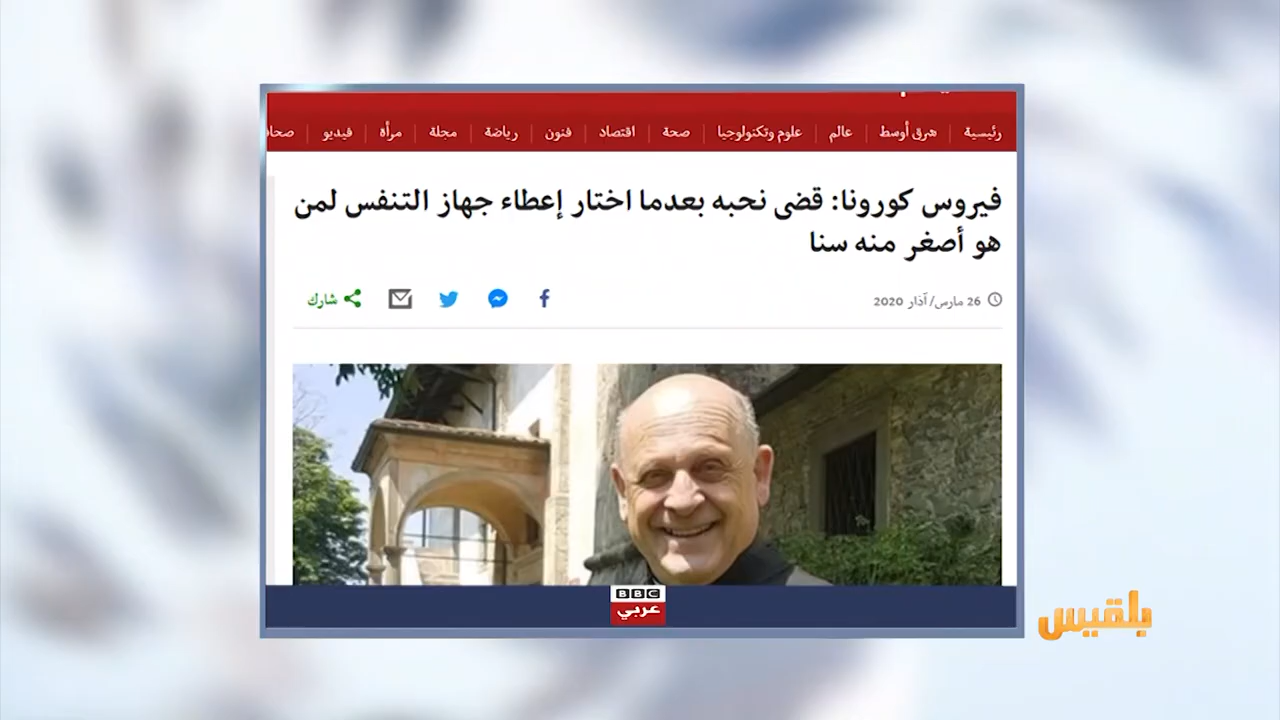 رئيسية شرق أوسط عالم علوم وتكنولوجيا صحة اقتصاد فنون رياضة مجلة مرأة فيديو
فيروس كورونا: قضى نحبه بعدما اختار إعطاء جهاز التنفس لمن
هو أصغر منه سنا
26 مارس/ آذار 2020
شارك
BBC
عربي
بلقيس